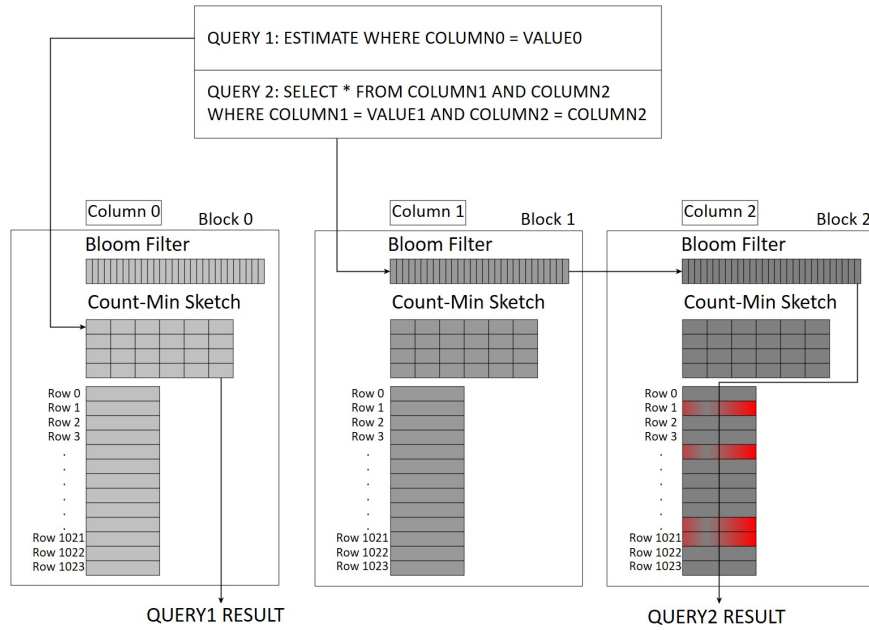 QUERY 1: ESTIMATE WHERE COLUMN0 = VALUE0
QUERY 2: SELECT * FROM COLUMN1 AND COLUMN2
WHERE COLUMN1 = VALUE1 AND COLUMN2 = COLUMN2
Column 0
Block 0
Bloom Filter
Count-Min Sketch
Row 0
Row 1
Row 2
Row 3
.
.
.
.
.
.
Row 1021
Row 1022
Row 1023
QUERY1 RESULT
Column 1
Block 1
Bloom Filter
Count-Min Sketch
Row 0
Row 1
Row 2
Row 3
.
.
.
.
.
.
Row 1021
Row 1022
Row 1023
Column 2
Block 2
Bloom Filter
Count-Min Sketch
Row 0
Row 1
Row 2
Row 3
.
.
.
.
.
.
Row 1021
Row 1022
Row 1023
QUERY2 RESULT